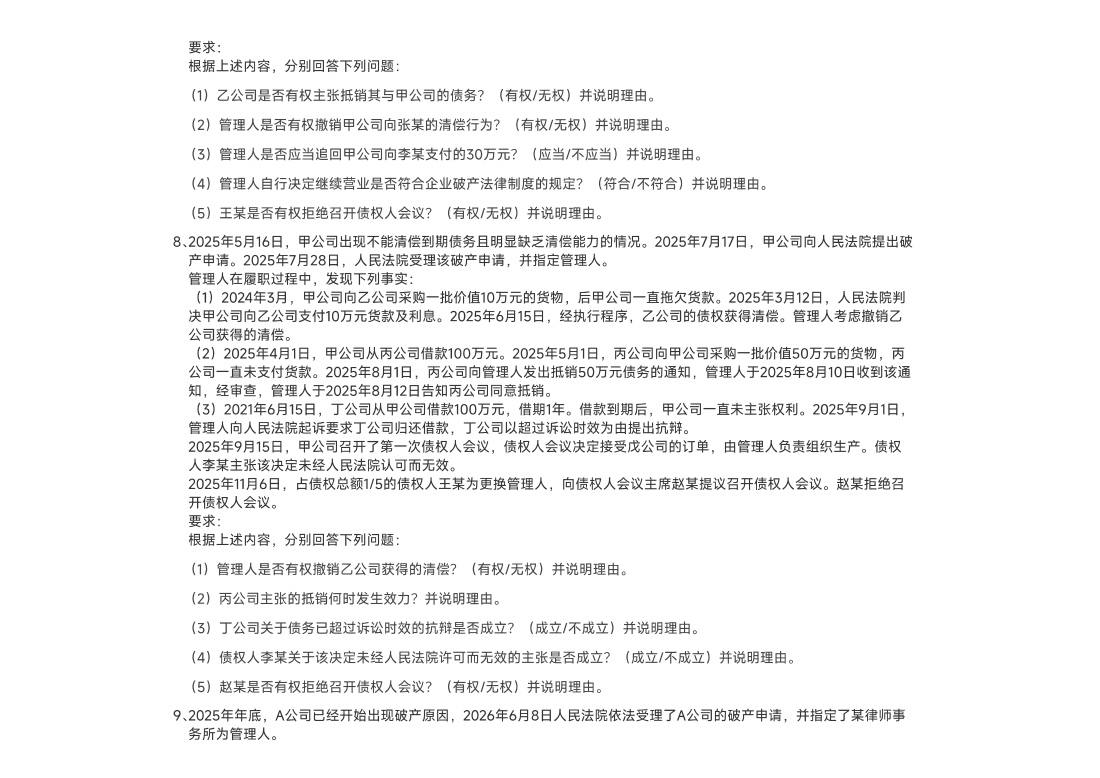 要求：
根据上述内容，分别回答下列问题：
（1）乙公司是否有权主张抵销其与甲公司的债务？（有权/无权）并说明理由。
（2）管理人是否有权撤销甲公司向张某的清偿行为？（有权/无权）并说明理由。
（3）管理人是否应当追回甲公司向李某支付的30万元？（应当/不应当）并说明理由。
（4）管理人自行决定继续营业是否符合企业破产法律制度的规定？（符合/不符合）并说明理由。
（5）王某是否有权拒绝召开债权人会议？（有权/无权）并说明理由。
8、2025年5月16日，甲公司出现不能清偿到期债务且明显缺乏清偿能力的情况。2025年7月17日，甲公司向人民法院提出破
产申请。2025年7月28日，人民法院受理该破产申请，并指定管理人。
管理人在履职过程中，发现下列事实：
（1）2024年3月，甲公司向乙公司采购一批价值10万元的货物，后甲公司一直拖欠货款。2025年3月12日，人民法院判
决甲公司向乙公司支付10万元货款及利息。2025年6月15日，经执行程序，乙公司的债权获得清偿。管理人考虑撤销乙
公司获得的清偿。
（2）2025年4月1日，甲公司从丙公司借款100万元。2025年5月1日，丙公司向甲公司采购一批价值50万元的货物，丙
公司一直未支付货款。2025年8月1日，丙公司向管理人发出抵销50万元债务的通知，管理人于2025年8月10日收到该通
知，经审查，管理人于2025年8月12日告知丙公司同意抵销。
（3）2021年6月15日，丁公司从甲公司借款100万元，借期1年。借款到期后，甲公司一直未主张权利。2025年9月1日，
管理人向人民法院起诉要求丁公司归还借款，丁公司以超过诉讼时效为由提出抗辩。
2025年9月15日，甲公司召开了第一次债权人会议，债权人会议决定接受戊公司的订单，由管理人负责组织生产。债权
人李某主张该决定未经人民法院认可而无效。
2025年11月6日，占债权总额1/5的债权人王某为更换管理人，向债权人会议主席赵某提议召开债权人会议。赵某拒绝召
开债权人会议。
要求：
根据上述内容，分别回答下列问题：
（1）管理人是否有权撤销乙公司获得的清偿？（有权/无权）并说明理由。
（2）丙公司主张的抵销何时发生效力？并说明理由。
（3）丁公司关于债务已超过诉讼时效的抗辩是否成立？（成立/不成立）并说明理由。
（4）债权人李某关于该决定未经人民法院许可而无效的主张是否成立？（成立/不成立）并说明理由。
（5）赵某是否有权拒绝召开债权人会议？（有权/无权）并说明理由。
9、2025年年底，A公司已经开始出现破产原因，2026年6月8日人民法院依法受理了A公司的破产申请，并指定了某律师事
务所为管理人。